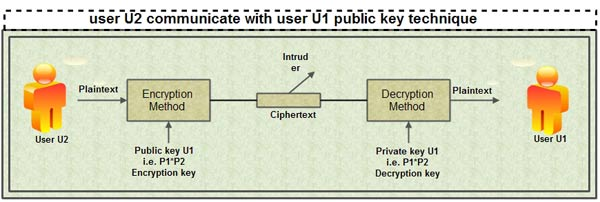 user U2 communicate with user U1 public key technique
Intrud
er
Plaintext
Encryption
Method
Decryption
Method
Plaintext
Ciphertext
User U2
User U1
Public key U1
i.e. P1*P2
Encryption key
Private key U1
i.e. P1*P2
Decryption key